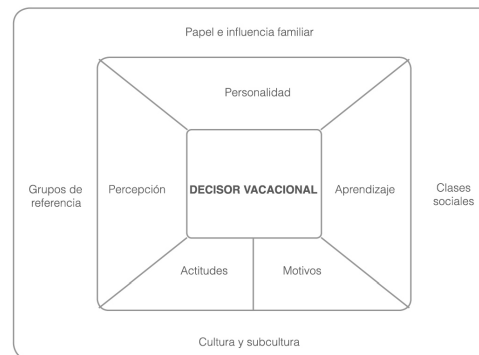 Papel e influencia familiar
Personalidad
Grupos de
referencia
Percepción
DECISOR VACACIONAL
Aprendizaje
Clases
sociales
Actitudes
Motivos
Cultura y subcultura